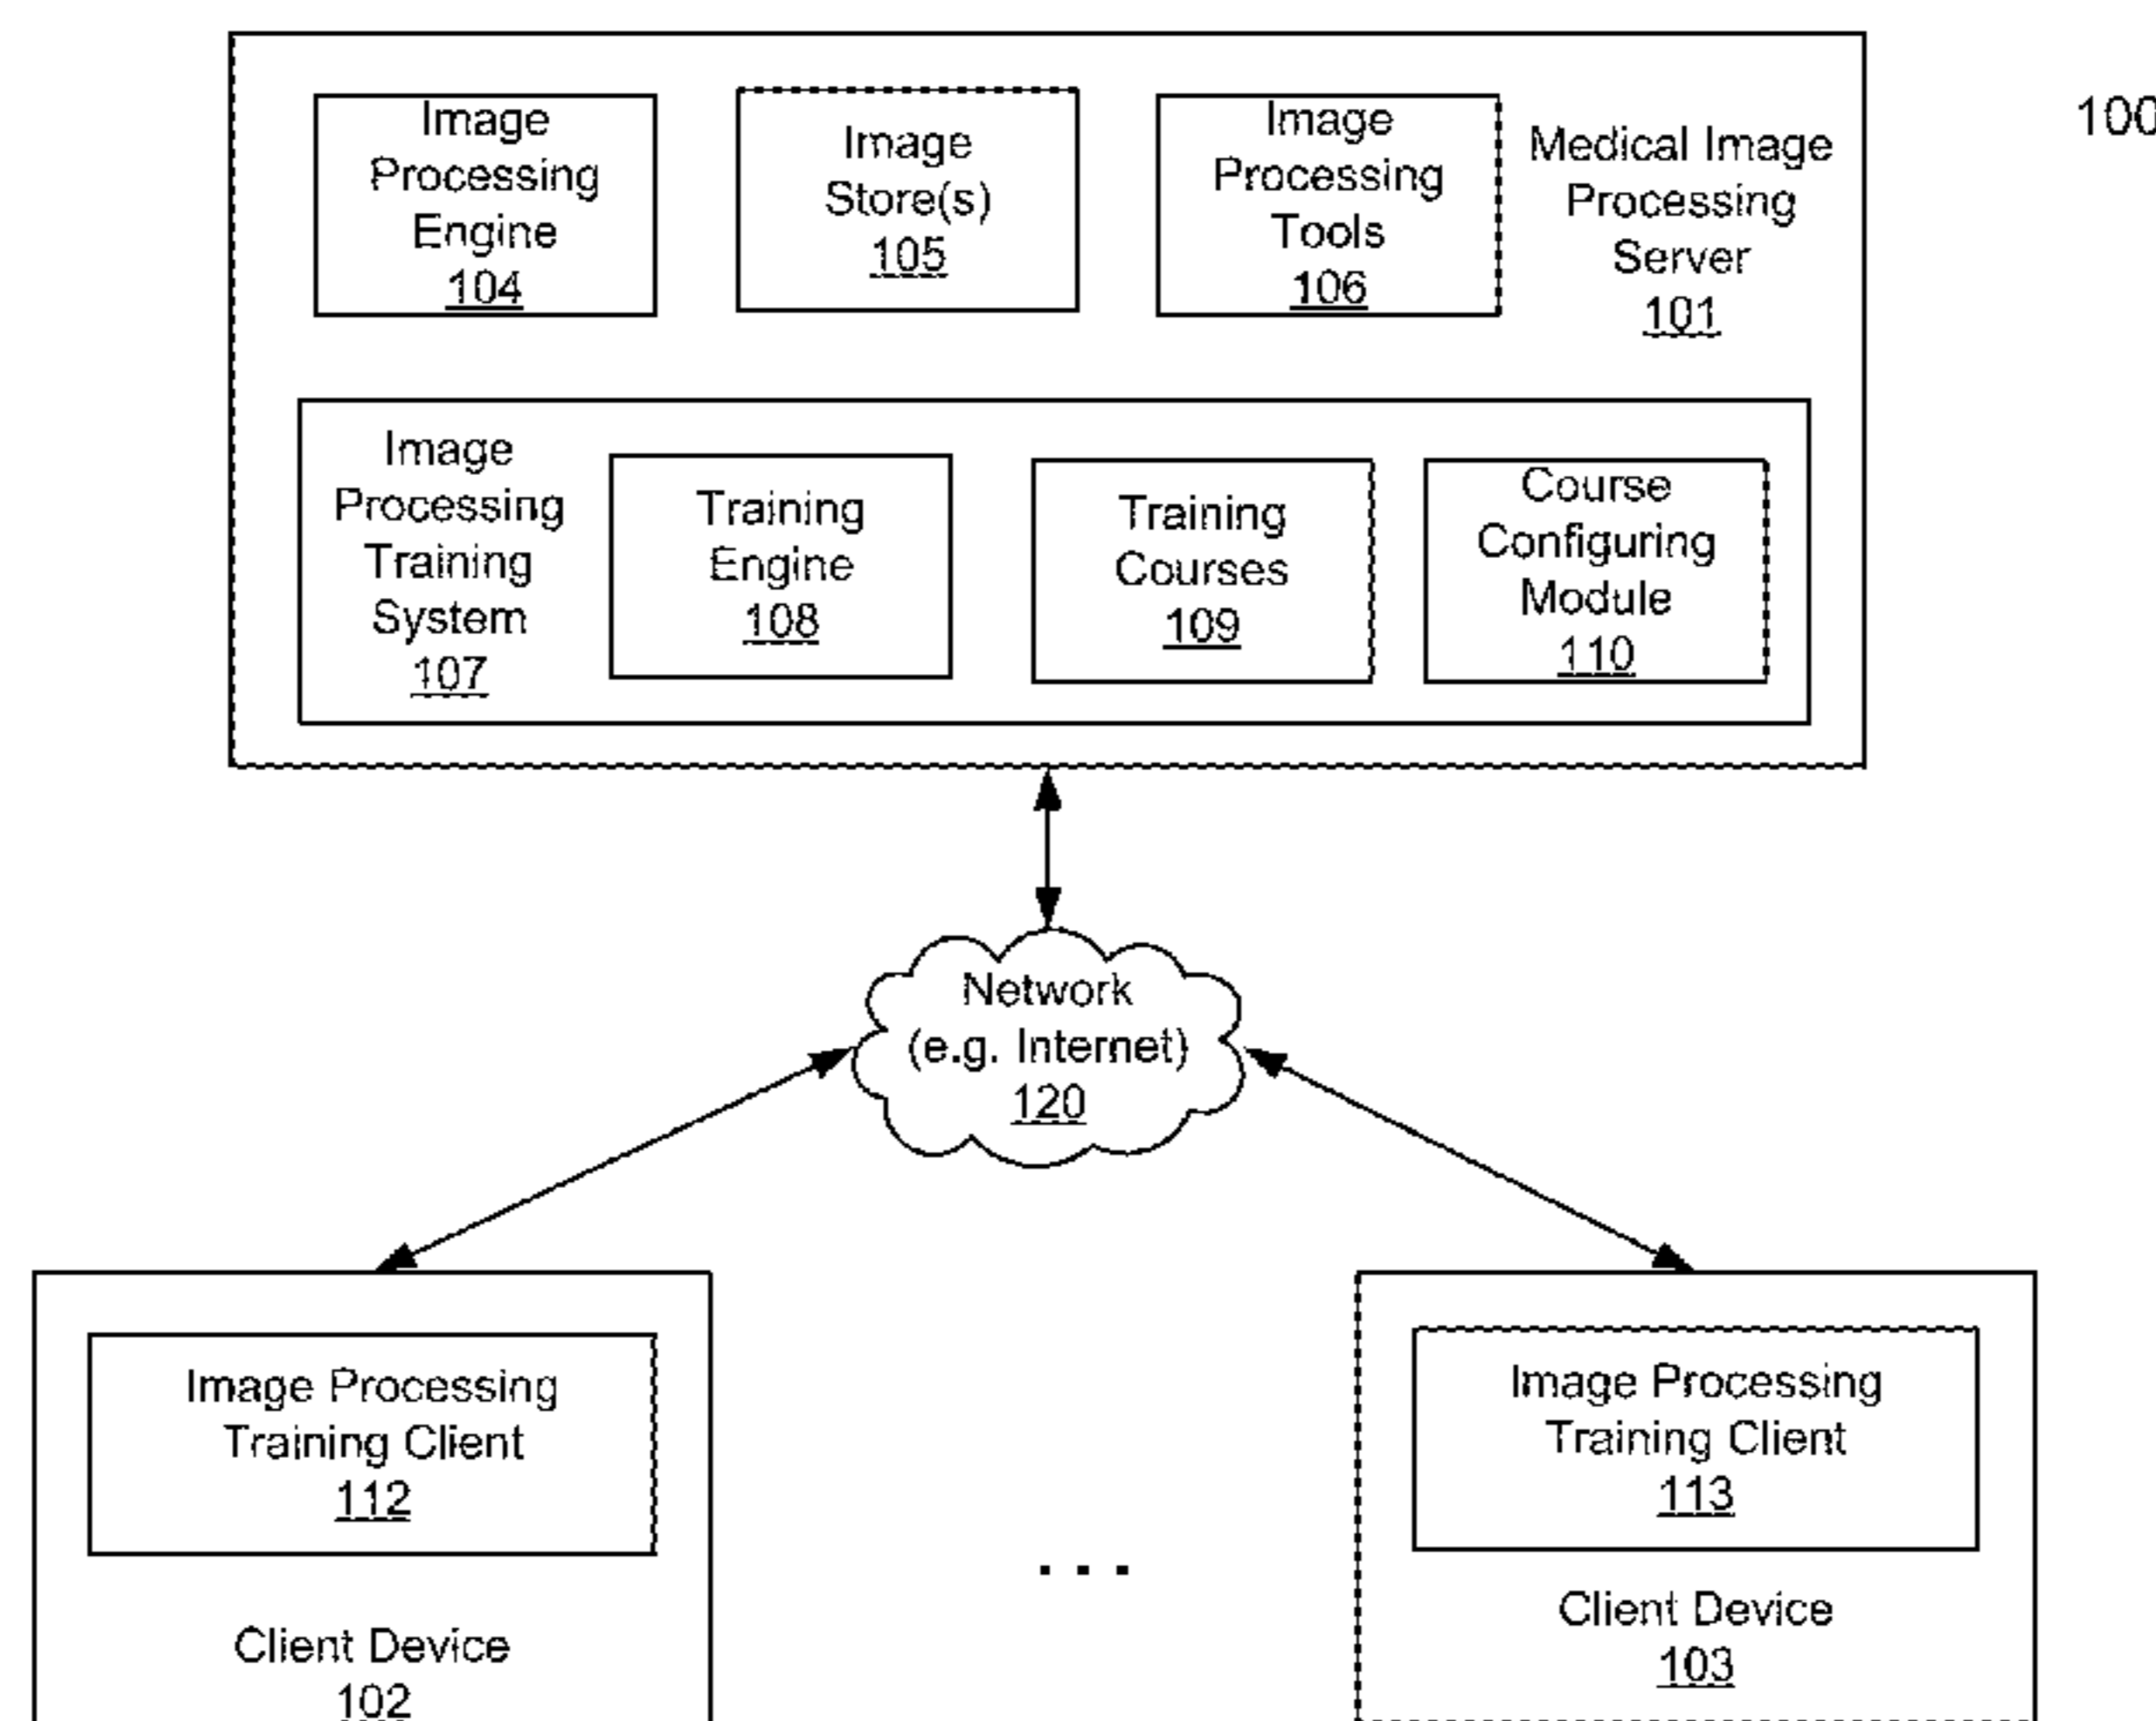 Image
Processing
Engine
104
Image
Store(s)
105
Image
Processing
Tools
106
Medical Image
Processing
Server
101
100
Image
Processing
Training
System
107
Training
Engine
108
Training
Courses
109
Course
Configuring
Module
110
Network
(e.g. Internet)
120
Image Processing
Training Client
112
Client Device
102
. . .
Image Processing
Training Client
113
Client Device
103